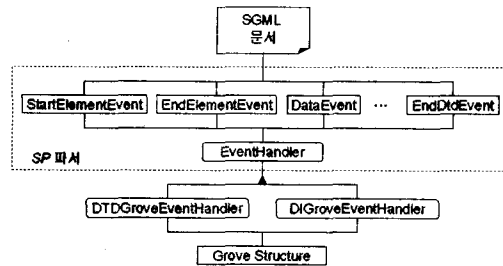 SGML
문서
StartElementEvent EndElementEvent DataEvent ... EndDtdEvent
EventHandler
SP 파서
DTDGroveEventHandler DIGroveEventHandler
Grove Structure